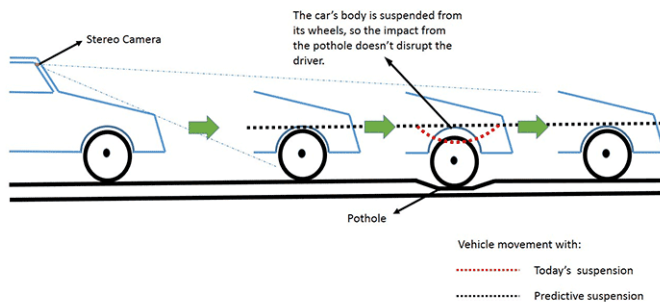 The car's body is suspended from
its wheels, so the impact from
the pothole doesn't disrupt the
driver.
Stereo Camera
Pothole
Vehicle movement with:
Today's suspension
Predictive suspension